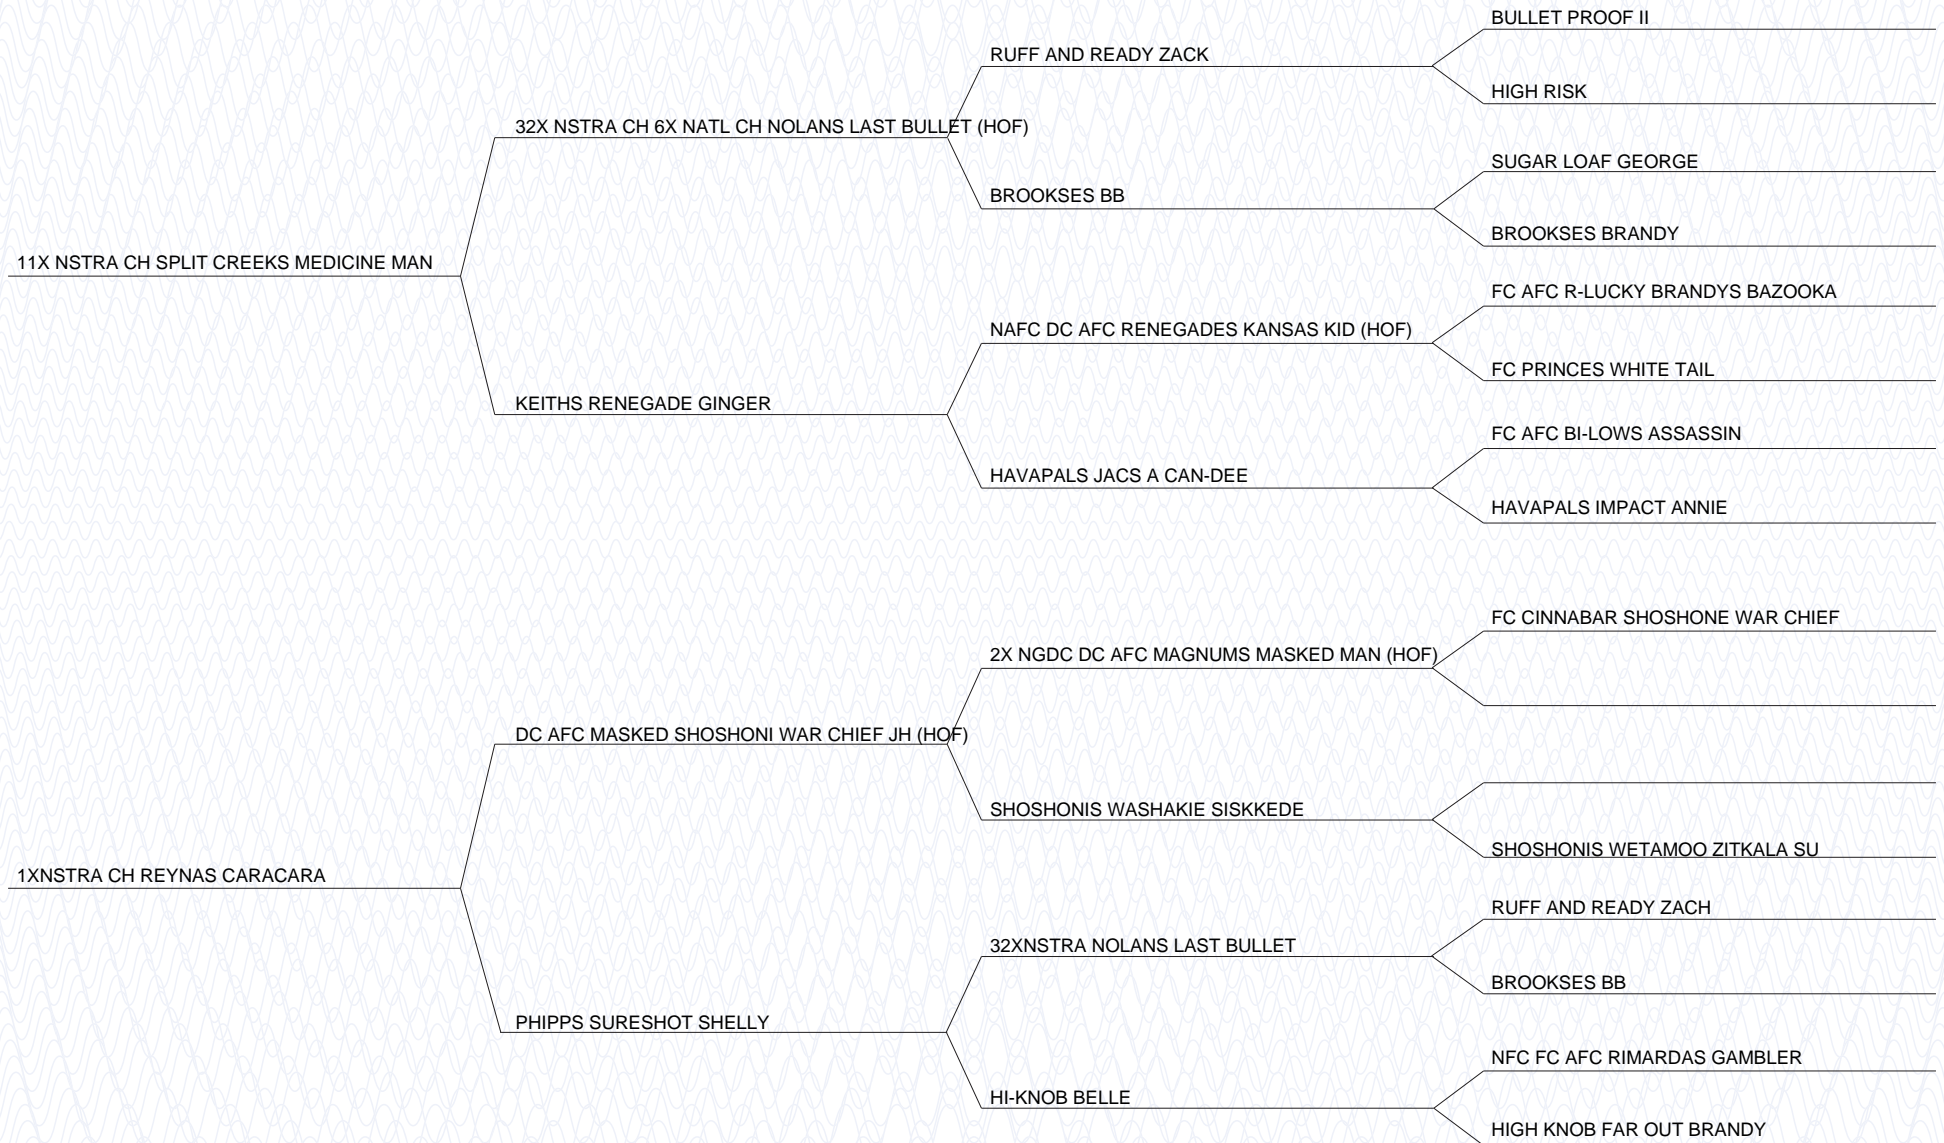 BULLET PROOF II
RUFF AND READY ZACK
HIGH RISK
32X NSTRA CH 6X NATL CH NOLANS LAST BULLET (HOF)
SUGAR LOAF GEORGE
BROOKSES BB
BROOKSES BRANDY
11X NSTRA CH SPLIT CREEKS MEDICINE MAN
FC AFC R-LUCKY BRANDYS BAZOOKA
NAFC DC AFC RENEGADES KANSAS KID (HOF)
FC PRINCES WHITE TAIL
KEITHS RENEGADE GINGER
FC AFC BI-LOWS ASSASSIN
HAVAPALS JACS A CAN-DEE
HAVAPALS IMPACT ANNIE
FC CINNABAR SHOSHONE WAR CHIEF
2X NGDC DC AFC MAGNUMS MASKED MAN (HOF)
DC AFC MASKED SHOSHONI WAR CHIEF JH (HOF)
SHOSHONIS WASHAKIE SISKKEDE
SHOSHONIS WETAMOO ZITKALA SU
1XNSTRA CH REYNAS CARACARA
RUFF AND READY ZACH
32XNSTRA NOLANS LAST BULLET
BROOKSES BB
PHIPPS SURESHOT SHELLY
NFC FC AFC RIMARDAS GAMBLER
HI-KNOB BELLE
HIGH KNOB FAR OUT BRANDY